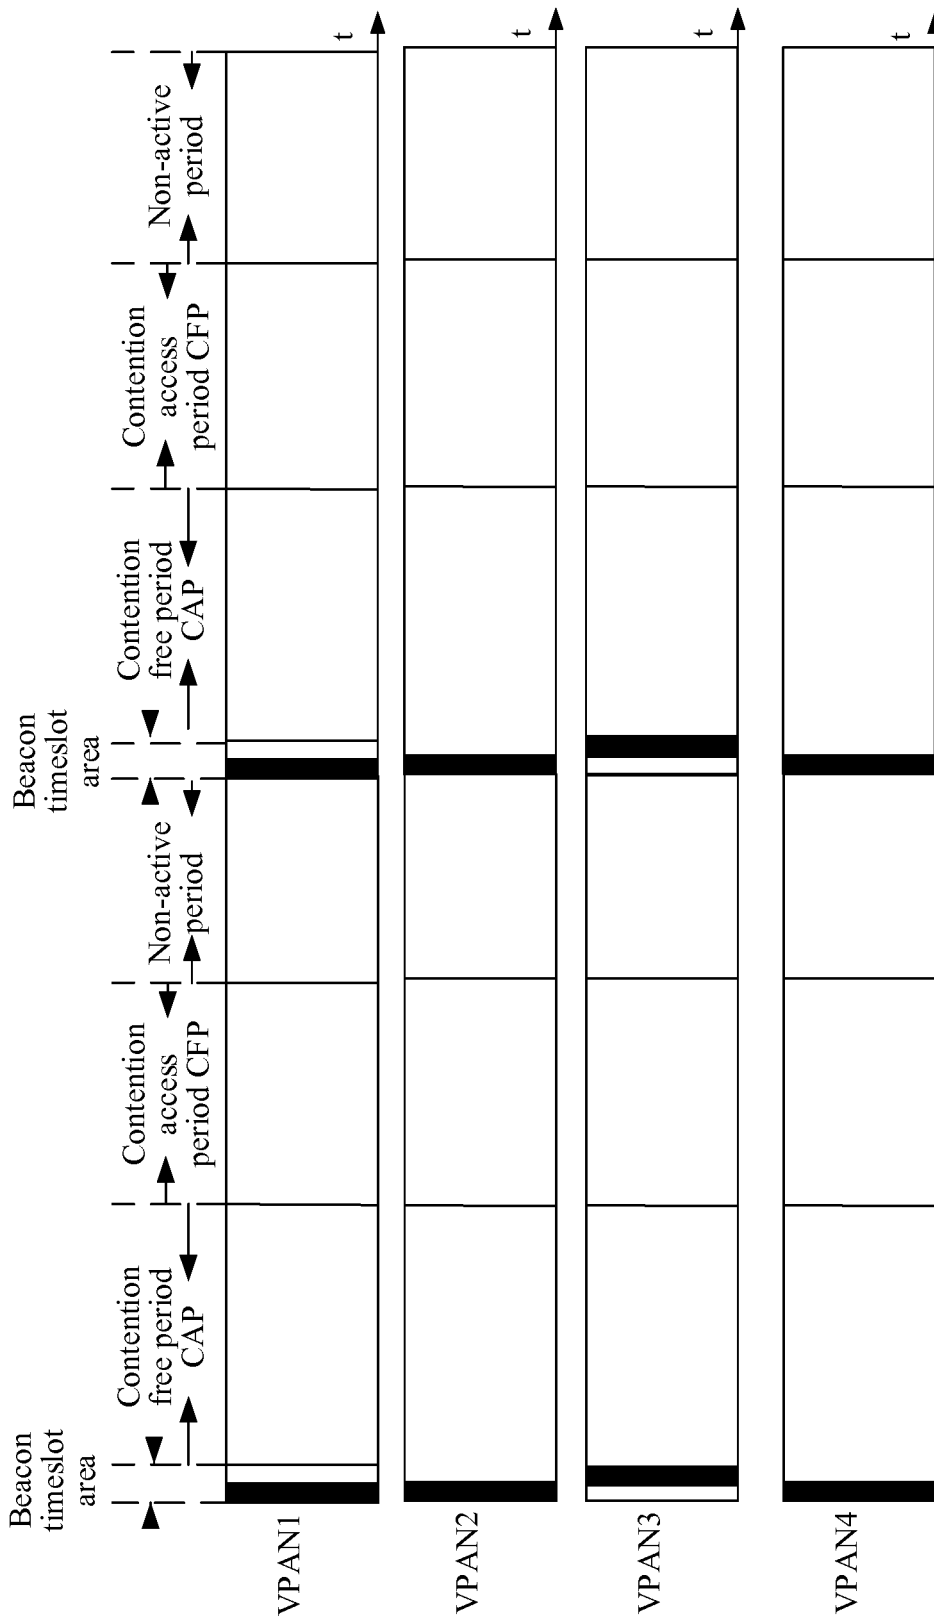 Beacon
timeslot
area
Contention
free period
CAP
Contention
access
period CFP
Non-active
period
Beacon
timeslot
area
Contention
free period
CAP
Contention
access
period CFP
Non-active
period
VPAN1
t
VPAN2
t
VPAN3
t
VPAN4
t